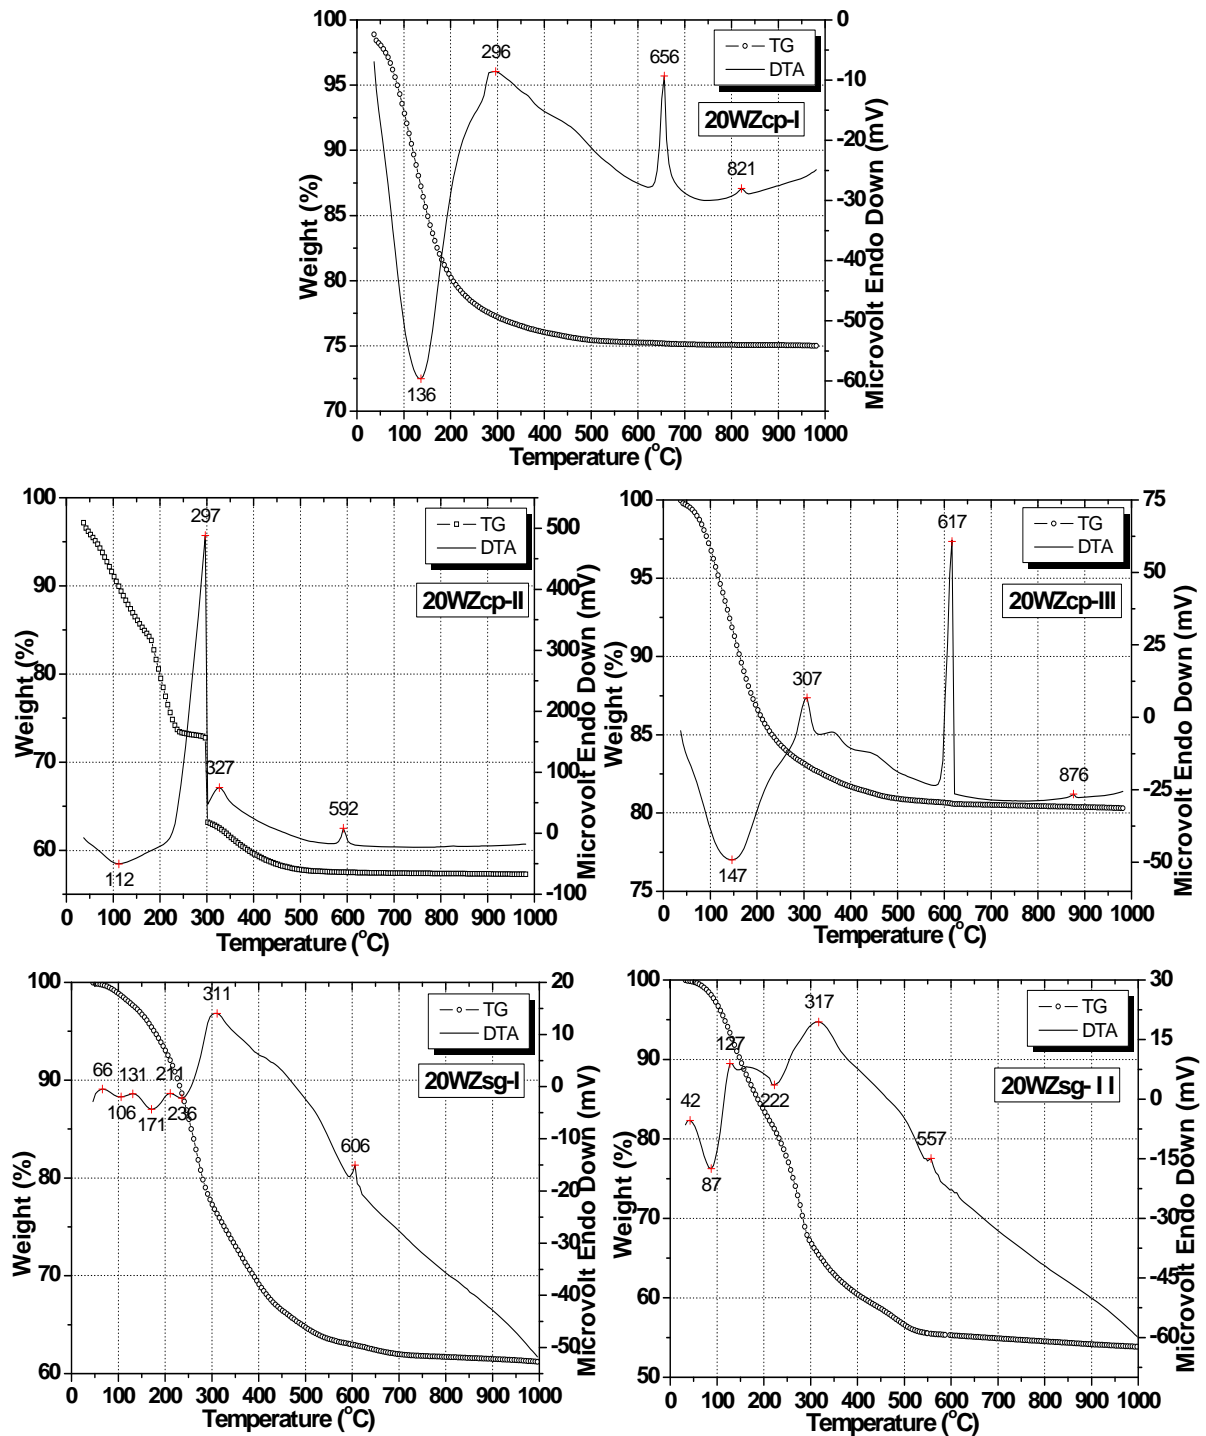 100
95
90
85
80
75
70
Weight (%)
0
-10
-20
-30
-40
-50
-60
Microvolt Endo Down (mV)
TG
DTA
20WZcp-I
296
656
821
136
0 100 200 300 400 500 600 700 800 900 1000
Temperature (°C)
100
90
80
70
60
Weight (%)
500
400
300
200
100
0
-100
Microvolt Endo Down (mV)
TG
DTA
20WZcp-II
297
327
592
112
0 100 200 300 400 500 600 700 800 900 1000
Temperature (°C)
100
95
90
85
80
75
Weight (%)
75
50
25
0
-25
-50
Microvolt Endo Down (mV)
TG
DTA
20WZcp-III
617
307
876
147
0 100 200 300 400 500 600 700 800 900 1000
Temperature (°C)
100
90
80
70
60
Weight (%)
20
10
0
-10
-20
-30
-40
-50
Microvolt Endo Down (mV)
TG
DTA
20WZsg-I
311
66
131
211
106
171
236
606
0 100 200 300 400 500 600 700 800 900 1000
Temperature (°C)
100
90
80
70
60
50
Weight (%)
30
15
0
-15
-30
-45
-60
Microvolt Endo Down (mV)
TG
DTA
20WZsg- I I
317
127
42
222
87
557
0 100 200 300 400 500 600 700 800 900 1000
Temperature (°C)